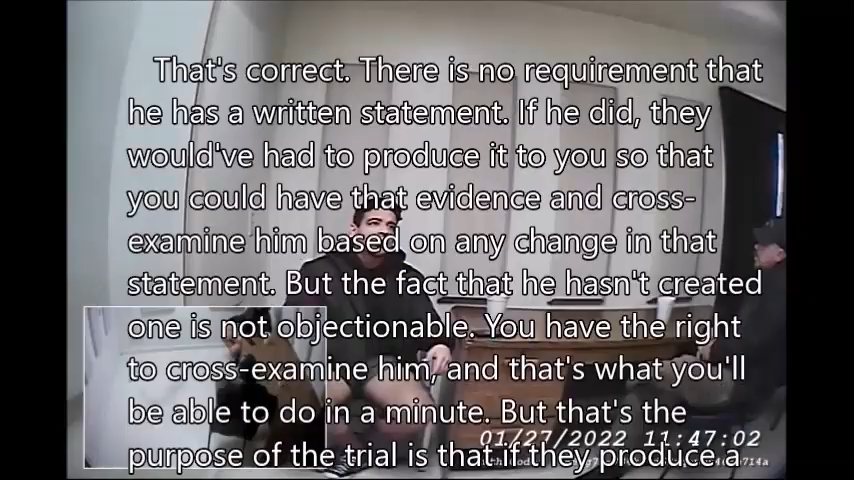 That's correct. There is no requirement that
he has a written statement. If he did, they
would've had to produce it to you so that
you could have that evidence and cross-
examine him based on any change in that
statement. But the fact that he hasn't created
one is not objectionable. You have the right
to cross-examine him, and that's what you'll
be able to do in a minute. But that's the
01/27/2022 11:47:02
purpose of the trial is that if they produce a